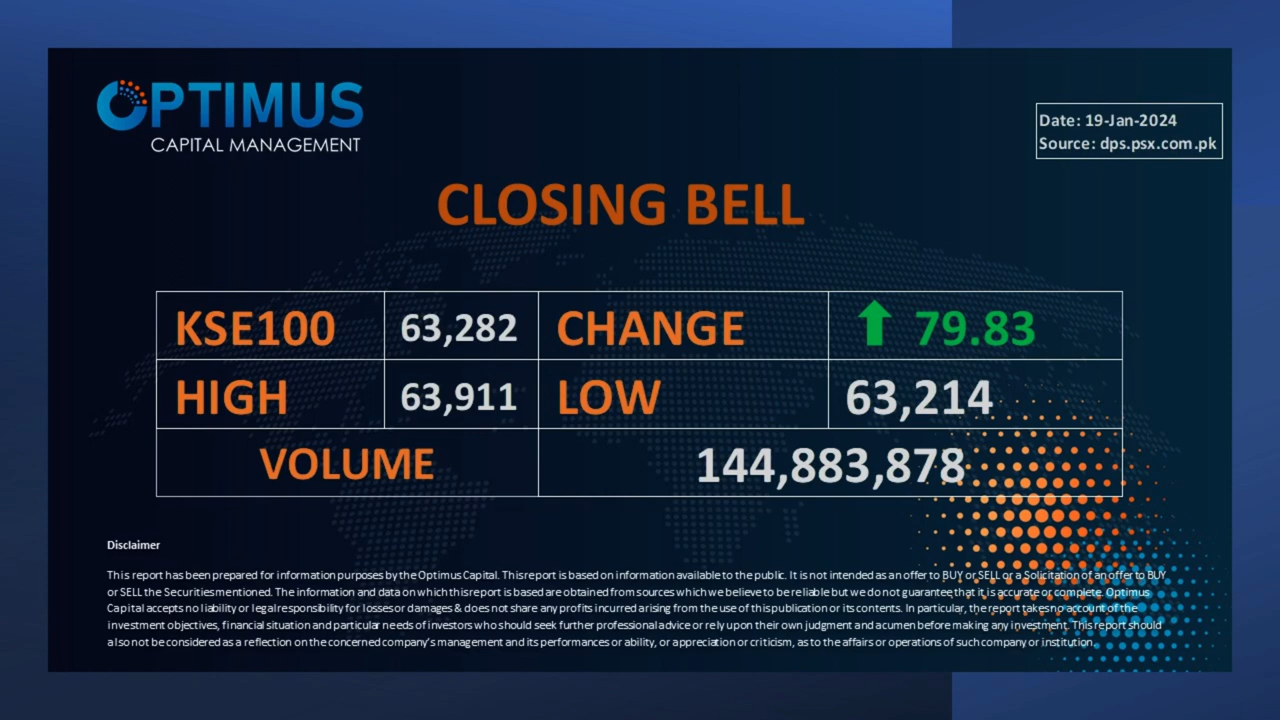 OPTIMUS
CAPITAL MANAGEMENT
Date: 19-Jan-2024
Source: dps.psx.com.pk
CLOSING BELL
KSE100 63,282 CHANGE 79.83
HIGH 63,911 LOW 63,214
VOLUME 144,883,878
Disclaimer
This report has been prepared for information purposes by the Optimus Capital. This report is based on information available to the public. It is not intended as an offer to BUY or SELL or a Solicitation of an offer to BUY
or SELL the Securities mentioned. The information and data on which this report is based are obtained from sources which we believe to be reliable but we do not guarantee that it is accurate or complete. Optimus
Capital accepts no liability or legal responsibility for losses or damages & does not share any profits incurred arising from the use of this publication or its contents. In particular, the report takes no account of the
investment objectives, financial situation and particular needs of investors who should seek further professional advice or rely upon their own judgment and acumen before making any investment. This report should
also not be considered as a reflection on the concerned company's management and its performances or ability, or appreciation or criticism, as to the affairs or operations of such company or institution.